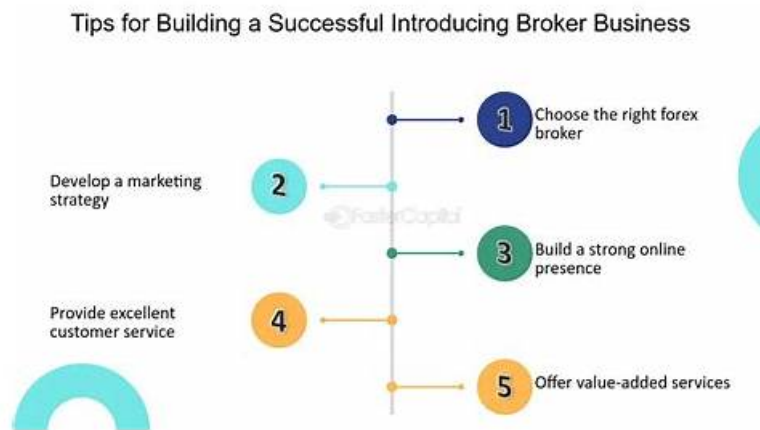 Tips for Building a Successful Introducing Broker Business
1
Choose the right forex
broker
2
Develop a marketing
strategy
FasterCapital
3
Build a strong online
presence
4
Provide excellent
customer service
5
Offer value-added services